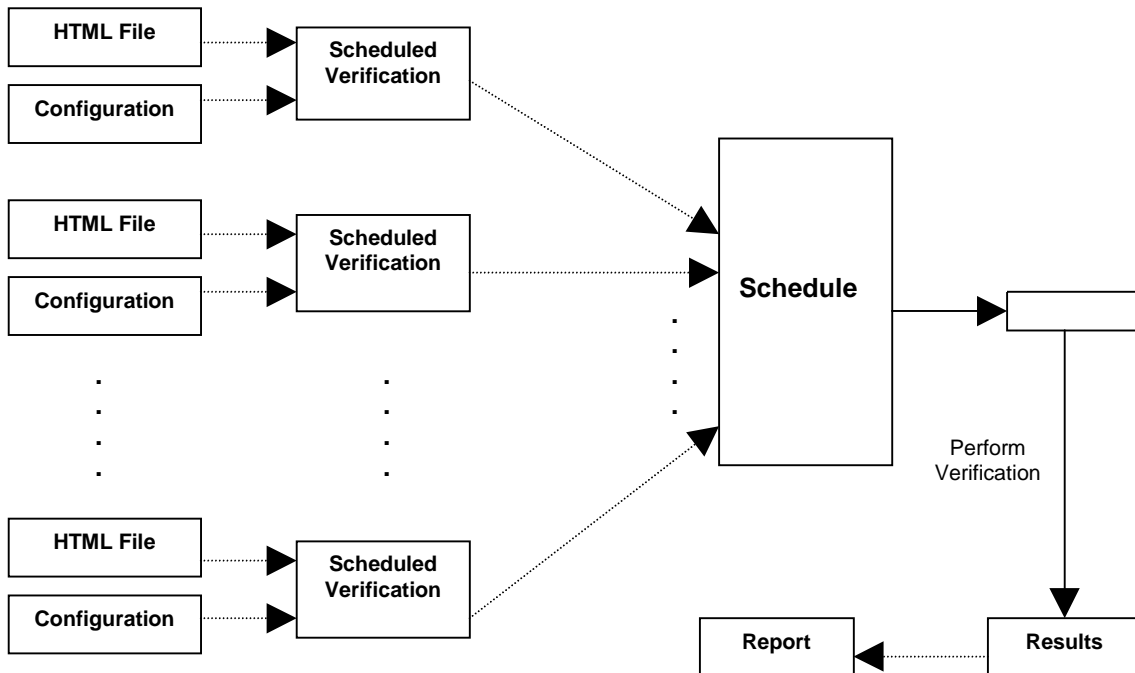 HTML File
Configuration
Scheduled
Verification
HTML File
Configuration
Scheduled
Verification
HTML File
Configuration
Scheduled
Verification
Schedule
Perform
Verification
Report
Results